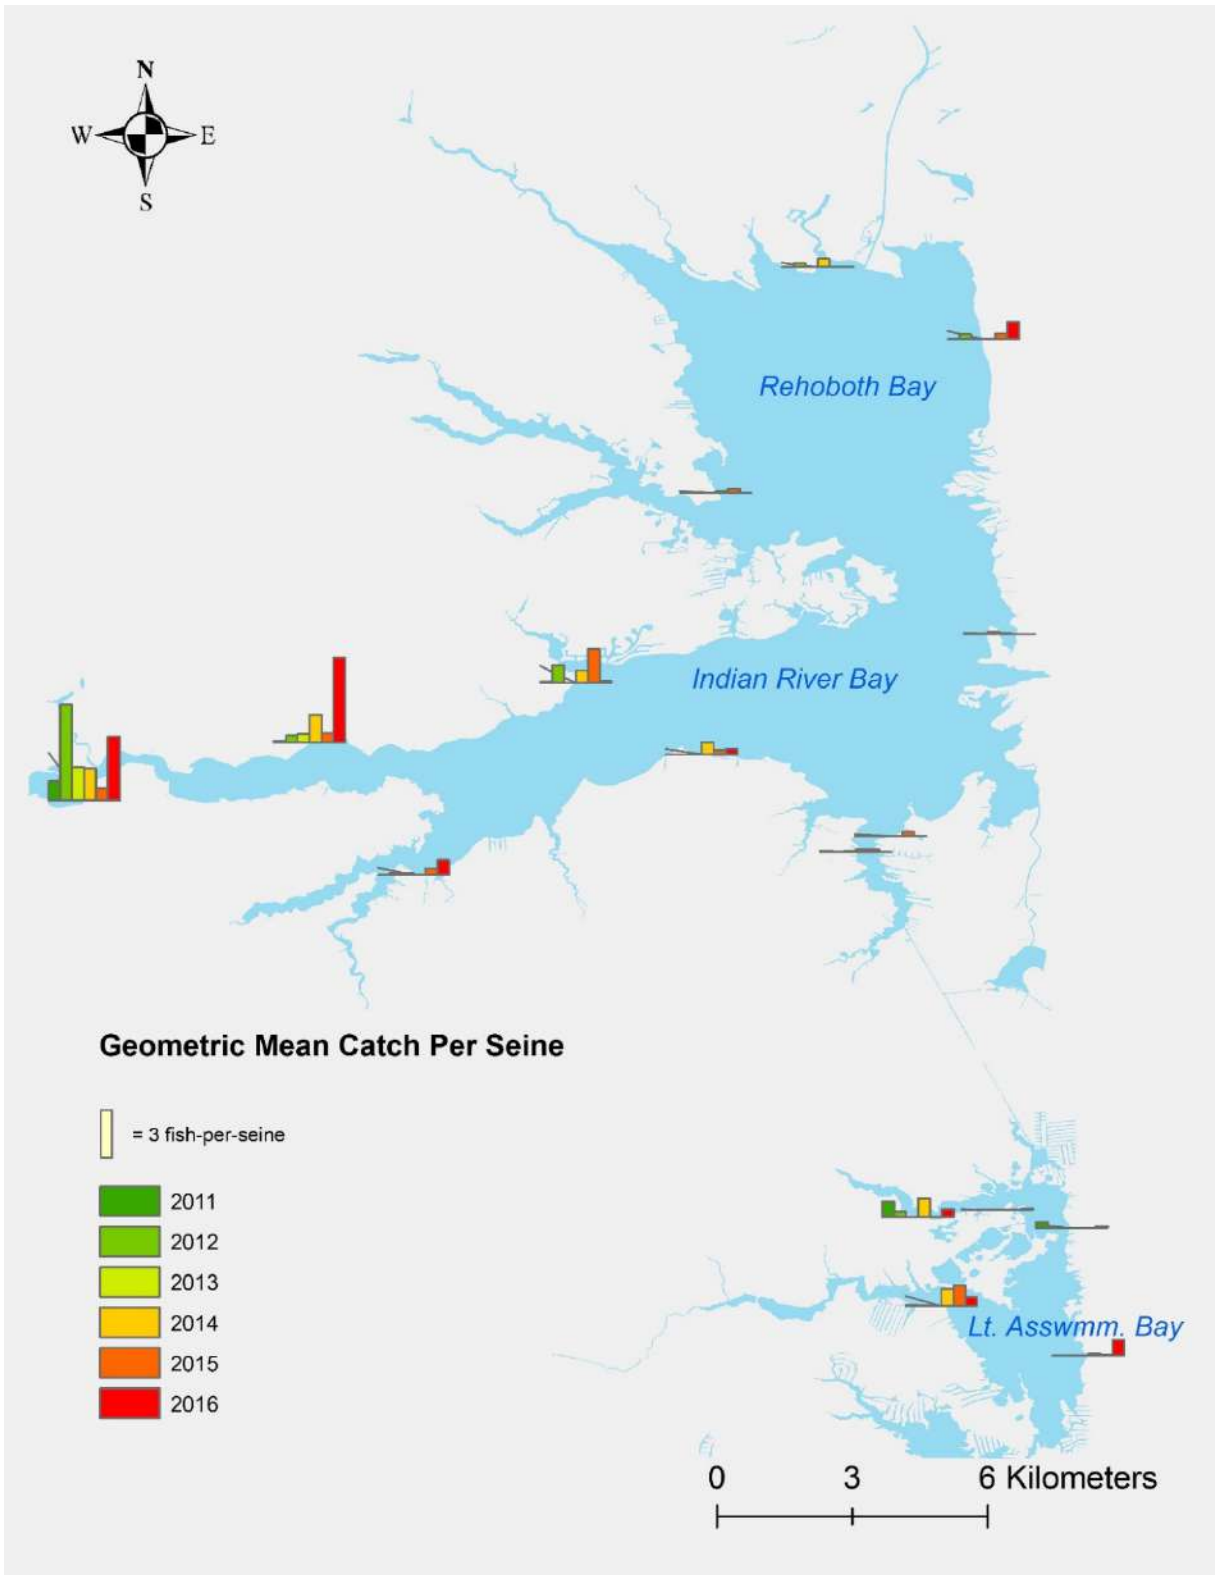 N
W E
S
Rehoboth Bay
Indian River Bay
Geometric Mean Catch Per Seine
= 3 fish-per-seine
2011
2012
2013
2014
2015
2016
Lt. Asswmm. Bay
0 3 6 Kilometers